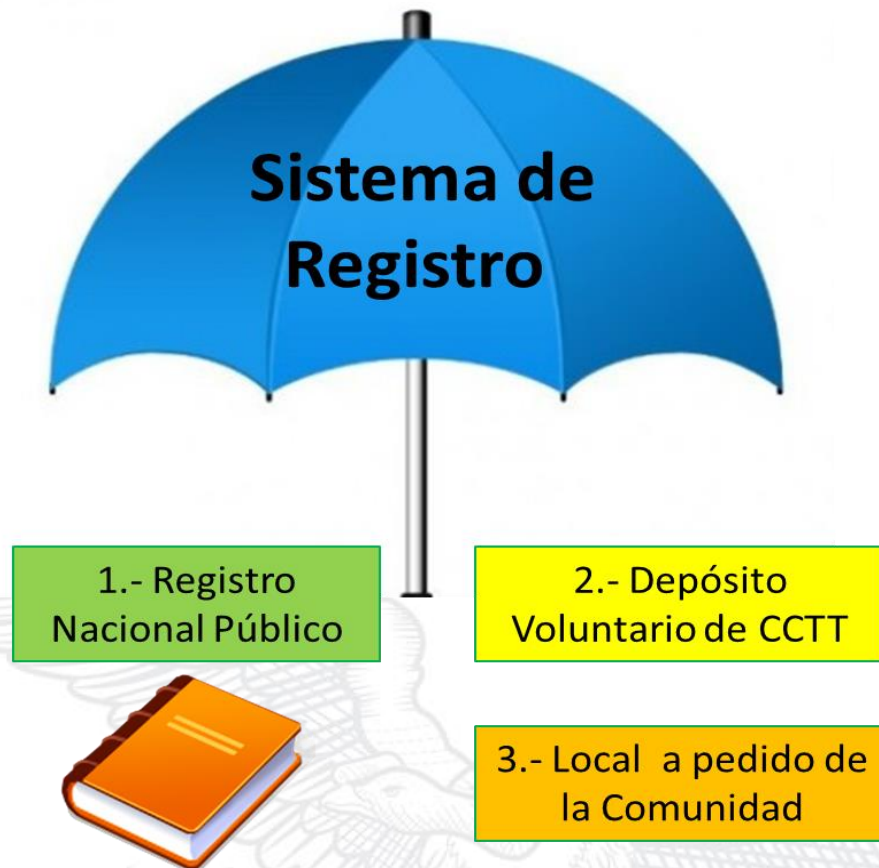 Sistema de
Registro
1.- Registro
Nacional Público
2.- Depósito
Voluntario de CCTT
3.- Local a pedido de
la Comunidad